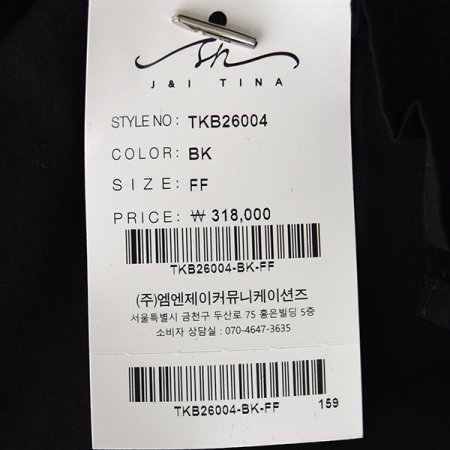 J & I TINA
STYLE NO : TKB26004
COLOR : BK
SIZE : FF
PRICE : ₩ 318,000
TKB26004-BK-FF
(주)엠엔제이커뮤니케이션즈
서울특별시 금천구 두산로 75 홍은빌딩 5층
소비자 상담실 : 070-4647-3635
TKB26004-BK-FF 159